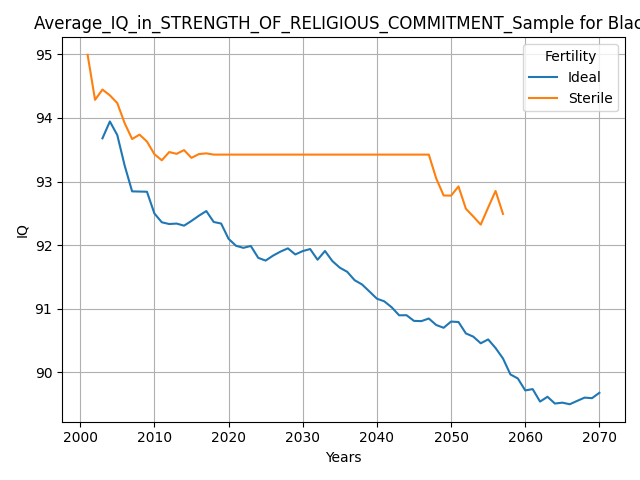 Average_IQ_in_STRENGTH_OF_RELIGIOUS_COMMITMENT_Sample for Blac
Fertility
Ideal
Sterile
95
94
93
92
91
90
IQ
2000 2010 2020 2030 2040 2050 2060 2070
Years